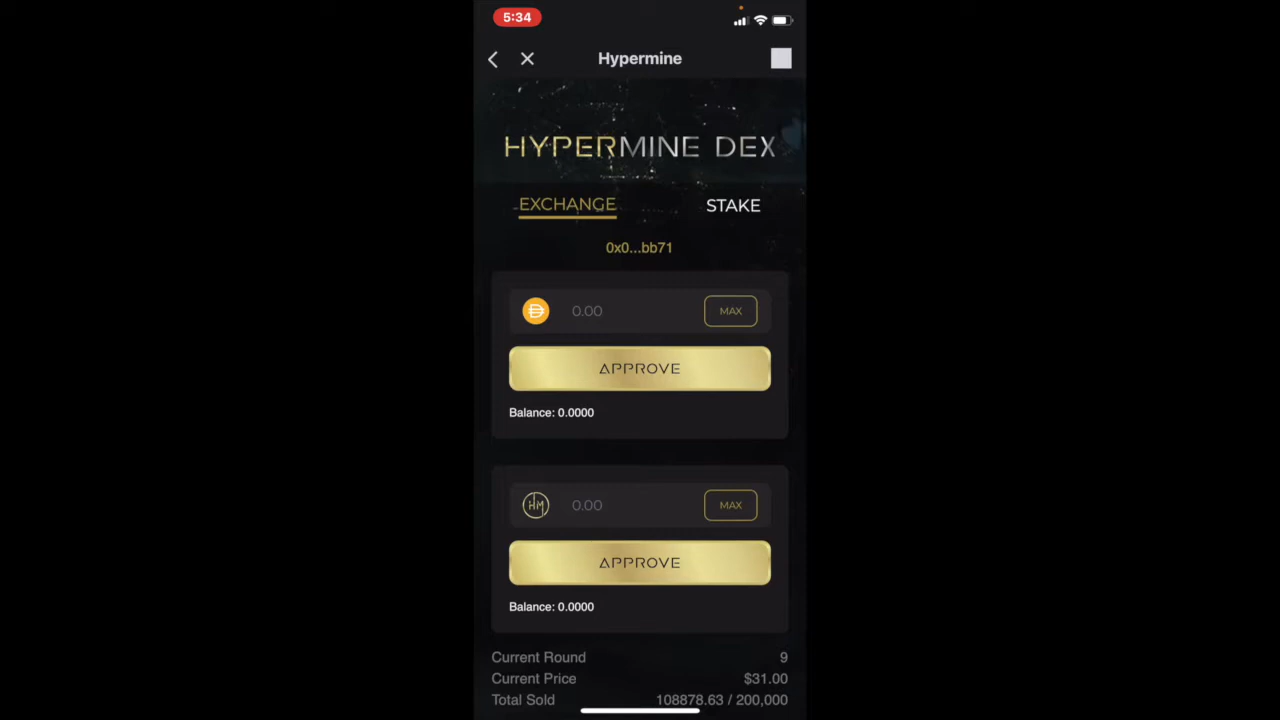 5:34
Hypermine
HYPERMINE DEX
EXCHANGE STAKE
0x0...bb71
0.00 MAX
APPROVE
Balance: 0.0000
HM 0.00 MAX
APPROVE
Balance: 0.0000
Current Round 9
Current Price $31.00
Total Sold 108878.63 / 200,000